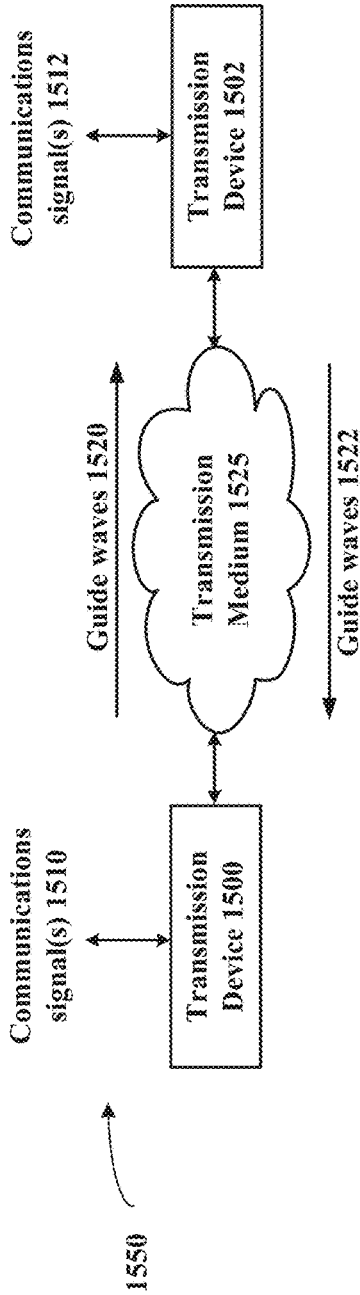 Communications
signal(s) 1510
Communications
signal(s) 1512
Guide waves 1520
Transmission
Device 1500
Transmission
Medium 1525
Transmission
Device 1502
Guide waves 1522
1550